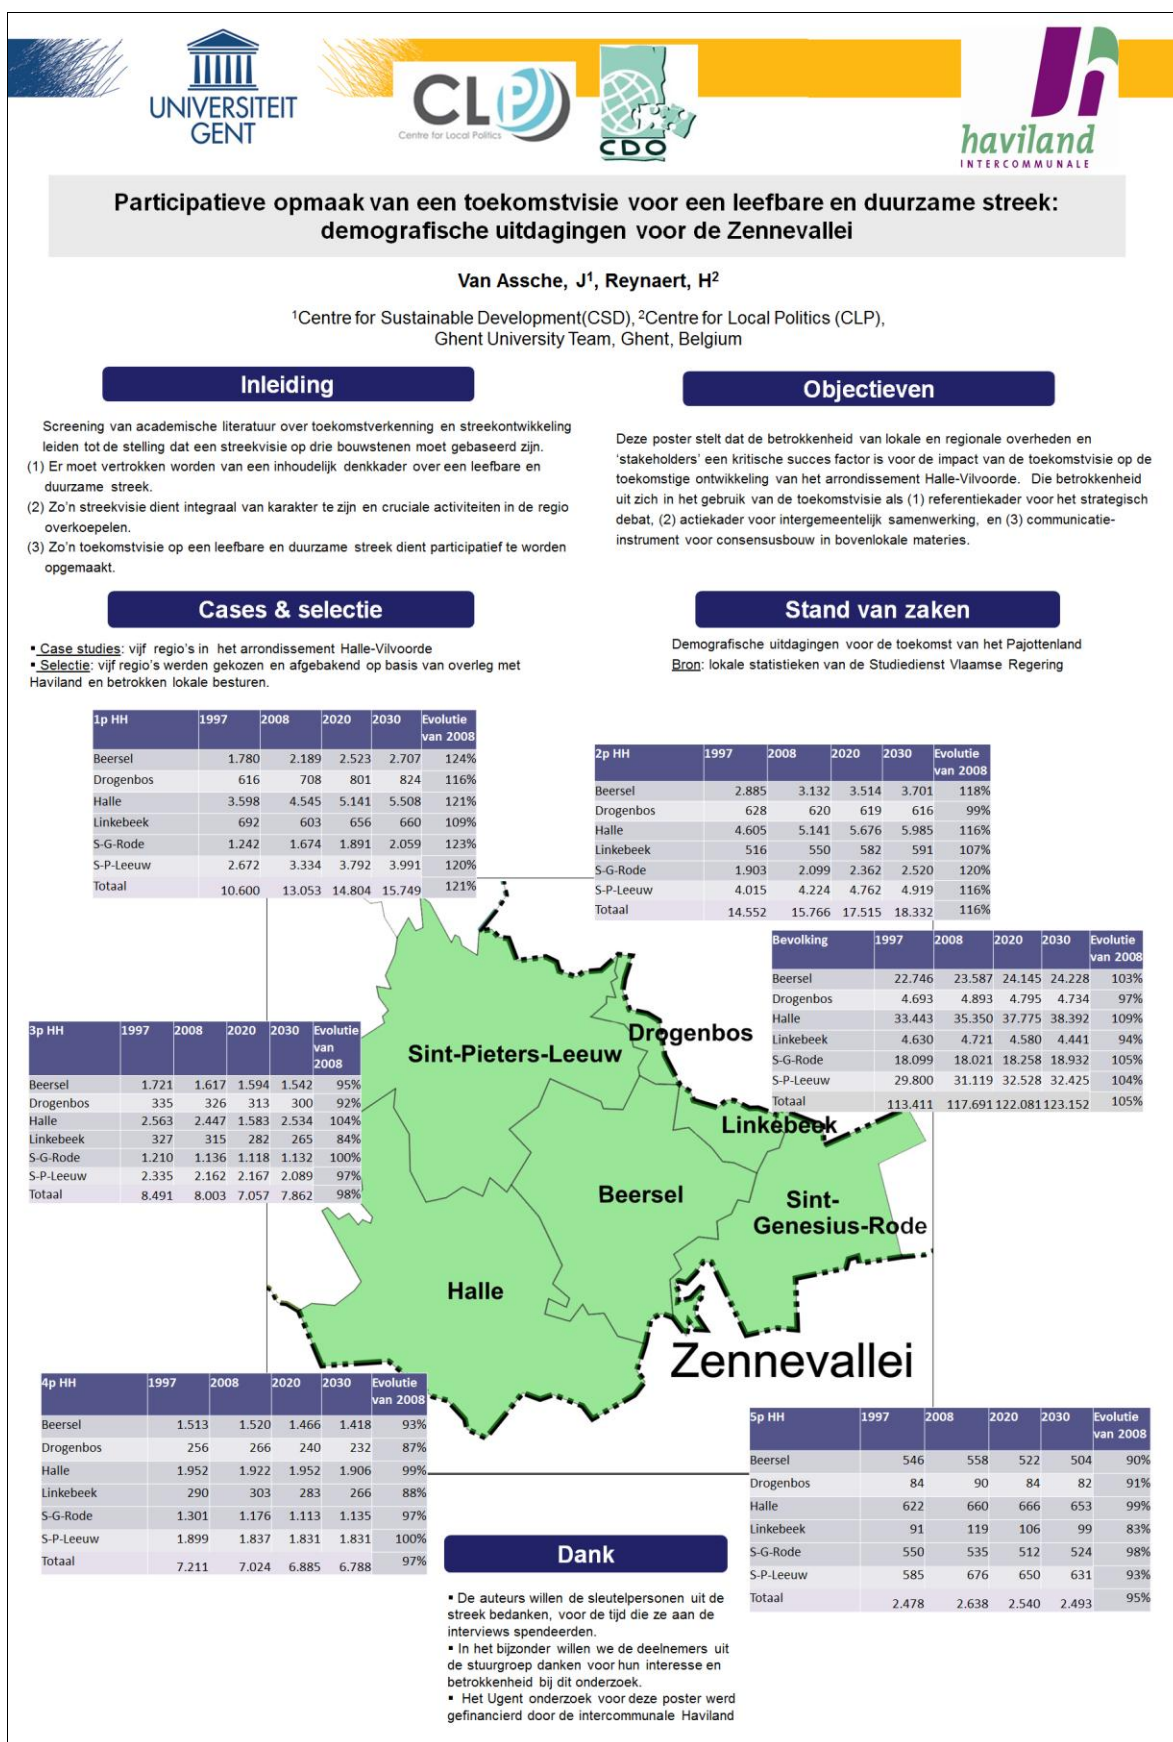 UNIVERSITEIT
GENT
CLP
Centre for Local Politics
CDO
haviland
INTERCOMMUNALE
Participatieve opmaak van een toekomstvisie voor een leefbare en duurzame streek:
demografische uitdagingen voor de Zennevallei
Van Assche, J¹, Reynaert, H²
¹Centre for Sustainable Development(CSD), ²Centre for Local Politics (CLP),
Ghent University Team, Ghent, Belgium
Inleiding
Screening van academische literatuur over toekomstverkenning en streekontwikkeling
leiden tot de stelling dat een streekvisie op drie bouwstenen moet gebaseerd zijn.
(1) Er moet vertrokken worden van een inhoudelijk denkkader over een leefbare en
duurzame streek.
(2) Zo'n streekvisie dient integraal van karakter te zijn en cruciale activiteiten in de regio
overkoepelen.
(3) Zo'n toekomstvisie op een leefbare en duurzame streek dient participatief te worden
opgemaakt.
Objectieven
Deze poster stelt dat de betrokkenheid van lokale en regionale overheden en
'stakeholders' een kritische succes factor is voor de impact van de toekomstvisie op de
toekomstige ontwikkeling van het arrondissement Halle-Vilvoorde. Die betrokkenheid
uit zich in het gebruik van de toekomstvisie als (1) referentiekader voor het strategisch
debat, (2) actiekader voor intergemeentelijk samenwerking, en (3) communicatie-
instrument voor consensusbouw in bovenlokale materies.
Cases & selectie
▪ Case studies: vijf regio's in het arrondissement Halle-Vilvoorde
▪ Selectie: vijf regio's werden gekozen en afgebakend op basis van overleg met
Haviland en betrokken lokale besturen.
Stand van zaken
Demografische uitdagingen voor de toekomst van het Pajottenland
Bron: lokale statistieken van de Studiedienst Vlaamse Regering
1p HH 1997 2008 2020 2030 Evolutie
van 2008
Beersel 1.780 2.189 2.523 2.707 124%
Drogenbos 616 708 801 824 116%
Halle 3.598 4.545 5.141 5.508 121%
Linkebeek 692 603 656 660 109%
S-G-Rode 1.242 1.674 1.891 2.059 123%
S-P-Leeuw 2.672 3.334 3.792 3.991 120%
Totaal 10.600 13.053 14.804 15.749 121%
2p HH 1997 2008 2020 2030 Evolutie
van 2008
Beersel 2.885 3.132 3.514 3.701 118%
Drogenbos 628 620 619 616 99%
Halle 4.605 5.141 5.676 5.985 116%
Linkebeek 516 550 582 591 107%
S-G-Rode 1.903 2.099 2.362 2.520 120%
S-P-Leeuw 4.015 4.224 4.762 4.919 116%
Totaal 14.552 15.766 17.515 18.332 116%
Bevolking 1997 2008 2020 2030 Evolutie
van 2008
Beersel 22.746 23.587 24.145 24.228 103%
Drogenbos 4.693 4.893 4.795 4.734 97%
Halle 33.443 35.350 37.775 38.392 109%
Linkebeek 4.630 4.721 4.580 4.441 94%
S-G-Rode 18.099 18.021 18.258 18.932 105%
S-P-Leeuw 29.800 31.119 32.528 32.425 104%
Totaal 113.411 117.691 122.081 123.152 105%
3p HH 1997 2008 2020 2030 Evolutie
van
2008
Beersel 1.721 1.617 1.594 1.542 95%
Drogenbos 335 326 313 300 92%
Halle 2.563 2.447 1.583 2.534 104%
Linkebeek 327 315 282 265 84%
S-G-Rode 1.210 1.136 1.118 1.132 100%
S-P-Leeuw 2.335 2.162 2.167 2.089 97%
Totaal 8.491 8.003 7.057 7.862 98%
Drogenbos
Sint-Pieters-Leeuw
Linkebeek
Beersel
Sint-
Genesius-Rode
Halle
Zennevallei
4p HH 1997 2008 2020 2030 Evolutie
van 2008
Beersel 1.513 1.520 1.466 1.418 93%
Drogenbos 256 266 240 232 87%
Halle 1.952 1.922 1.952 1.906 99%
Linkebeek 290 303 283 266 88%
S-G-Rode 1.301 1.176 1.113 1.135 97%
S-P-Leeuw 1.899 1.837 1.831 1.831 100%
Totaal 7.211 7.024 6.885 6.788 97%
5p HH 1997 2008 2020 2030 Evolutie
van 2008
Beersel 546 558 522 504 90%
Drogenbos 84 90 84 82 91%
Halle 622 660 666 653 99%
Linkebeek 91 119 106 99 83%
S-G-Rode 550 535 512 524 98%
S-P-Leeuw 585 676 650 631 93%
Totaal 2.478 2.638 2.540 2.493 95%
Dank
▪ De auteurs willen de sleutelpersonen uit de
streek bedanken, voor de tijd die ze aan de
interviews spendeerden.
▪ In het bijzonder willen we de deelnemers uit
de stuurgroep danken voor hun interesse en
betrokkenheid bij dit onderzoek.
▪ Het Ugent onderzoek voor deze poster werd
gefinancierd door de intercommunale Haviland